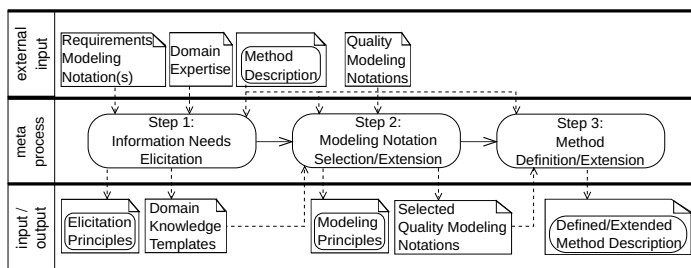 external
input
Requirements
Modeling
Notation(s)
Domain
Expertise
Method
Description
Quality
Modeling
Notations
meta
process
Step 1:
Information Needs
Elicitation
Step 2:
Modeling Notation
Selection/Extension
Step 3:
Method
Definition/Extension
input /
output
Elicitation
Principles
Domain
Knowledge
Templates
Modeling
Principles
Selected
Quality Modeling
Notations
Defined/Extended
Method Description